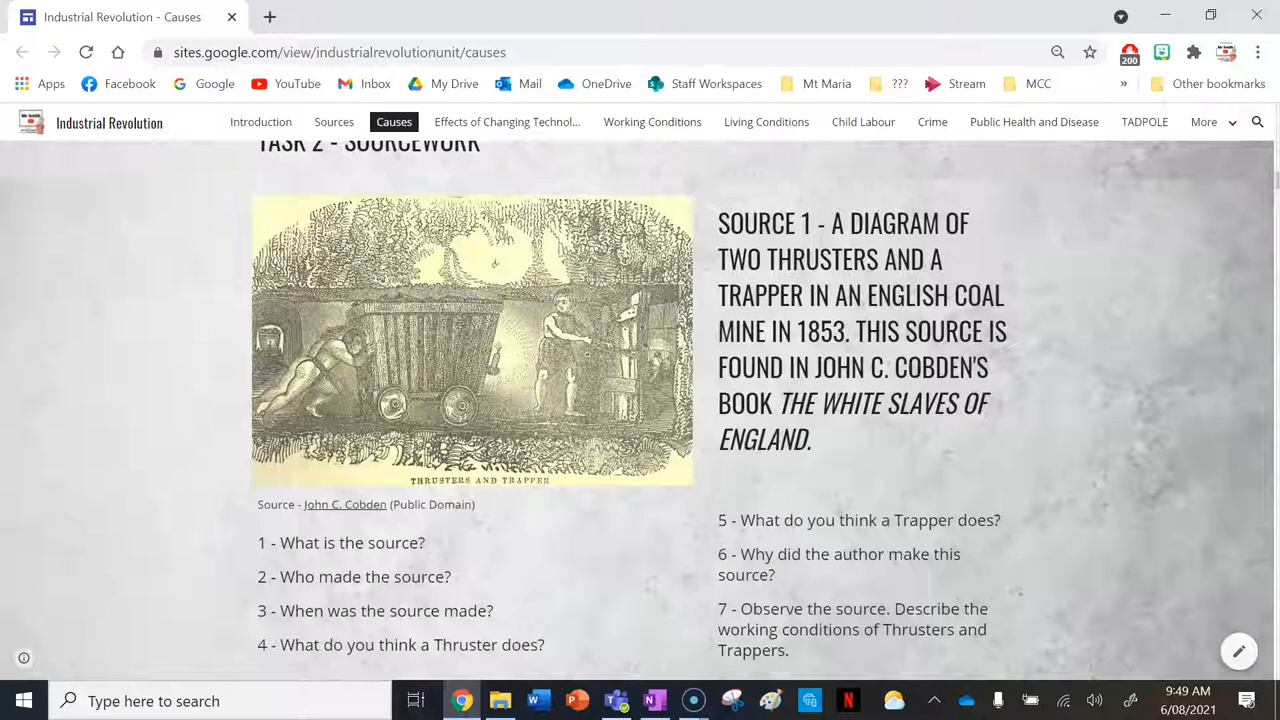 Industrial Revolution - Causes
sites.google.com/view/industrialrevolutionunit/causes
200
Apps Facebook Google YouTube Inbox My Drive Mail OneDrive Staff Workspaces Mt Maria ??? Stream MCC » Other bookmarks
Industrial Revolution Introduction Sources Causes Effects of Changing Technol... Working Conditions Living Conditions Child Labour Crime Public Health and Disease TADPOLE More
TASK 2 - SOURCEWORK
THRUSTERS AND TRAPPER
Source - John C. Cobden (Public Domain)
1 - What is the source?
2 - Who made the source?
3 - When was the source made?
4 - What do you think a Thruster does?
SOURCE 1 - A DIAGRAM OF
TWO THRUSTERS AND A
TRAPPER IN AN ENGLISH COAL
MINE IN 1853. THIS SOURCE IS
FOUND IN JOHN C. COBDEN'S
BOOK THE WHITE SLAVES OF
ENGLAND.
5 - What do you think a Trapper does?
6 - Why did the author make this
source?
7 - Observe the source. Describe the
working conditions of Thrusters and
Trappers.
Type here to search
9:49 AM
6/08/2021